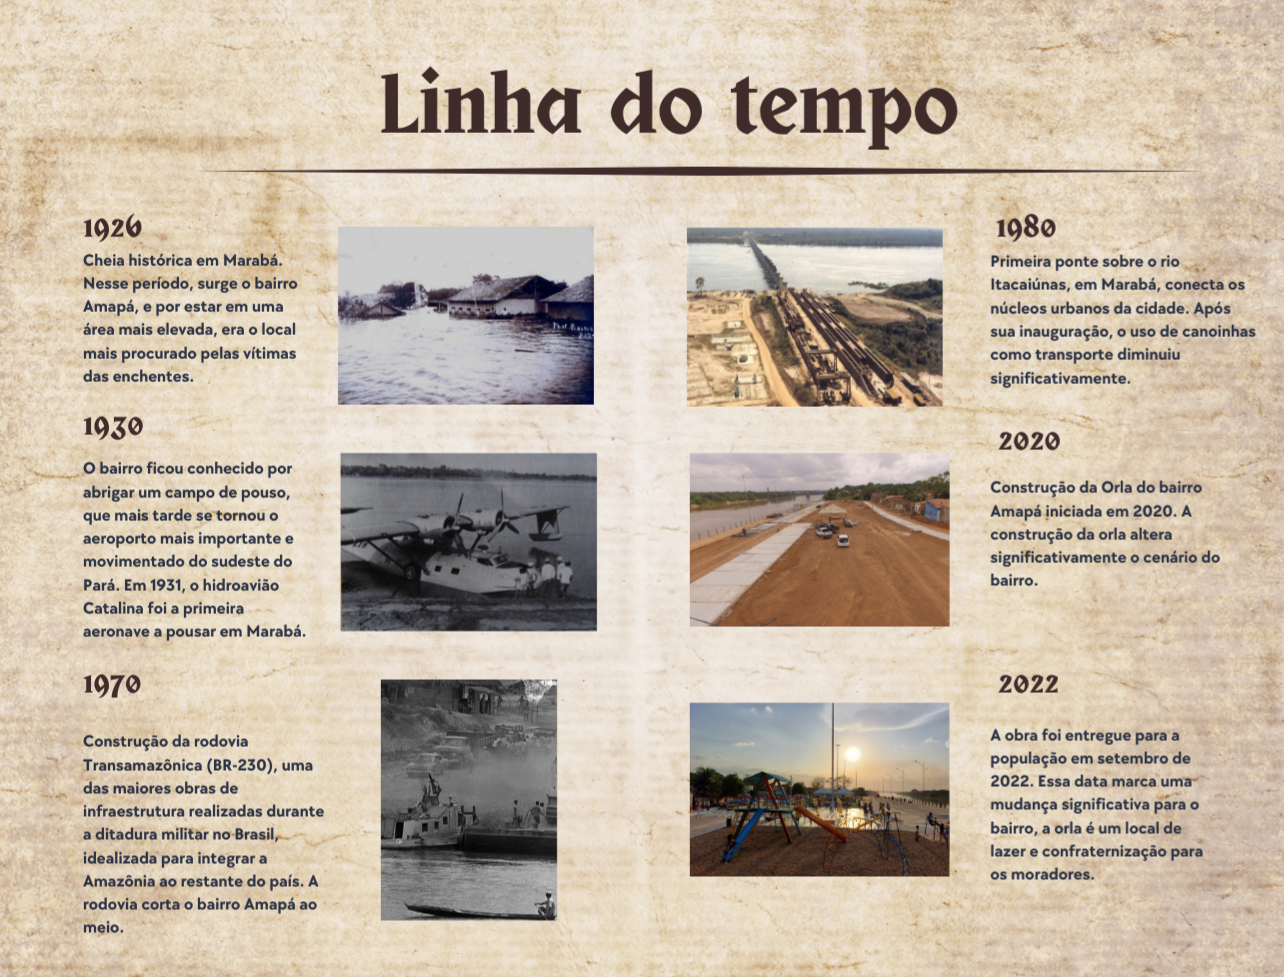 Linha do tempo
1926
Cheia histórica em Marabá.
Nesse período, surge o bairro
Amapá, e por estar em uma
área mais elevada, era o local
mais procurado pelas vítimas
das enchentes.
1930
O bairro ficou conhecido por
abrigar um campo de pouso,
que mais tarde se tornou o
aeroporto mais importante e
movimentado do sudeste do
Pará. Em 1931, o hidroavião
Catalina foi a primeira
aeronave a pousar em Marabá.
1970
Construção da rodovia
Transamazônica (BR-230), uma
das maiores obras de
infraestrutura realizadas durante
a ditadura militar no Brasil,
idealizada para integrar a
Amazônia ao restante do país. A
rodovia corta o bairro Amapá ao
meio.
1980
Primeira ponte sobre o rio
Itacaiúnas, em Marabá, conecta os
núcleos urbanos da cidade. Após
sua inauguração, o uso de canoinhas
como transporte diminuiu
significativamente.
2020
Construção da Orla do bairro
Amapá iniciada em 2020. A
construção da orla altera
significativamente o cenário do
bairro.
2022
A obra foi entregue para a
população em setembro de
2022. Essa data marca uma
mudança significativa para o
bairro, a orla é um local de
lazer e confraternização para
os moradores.